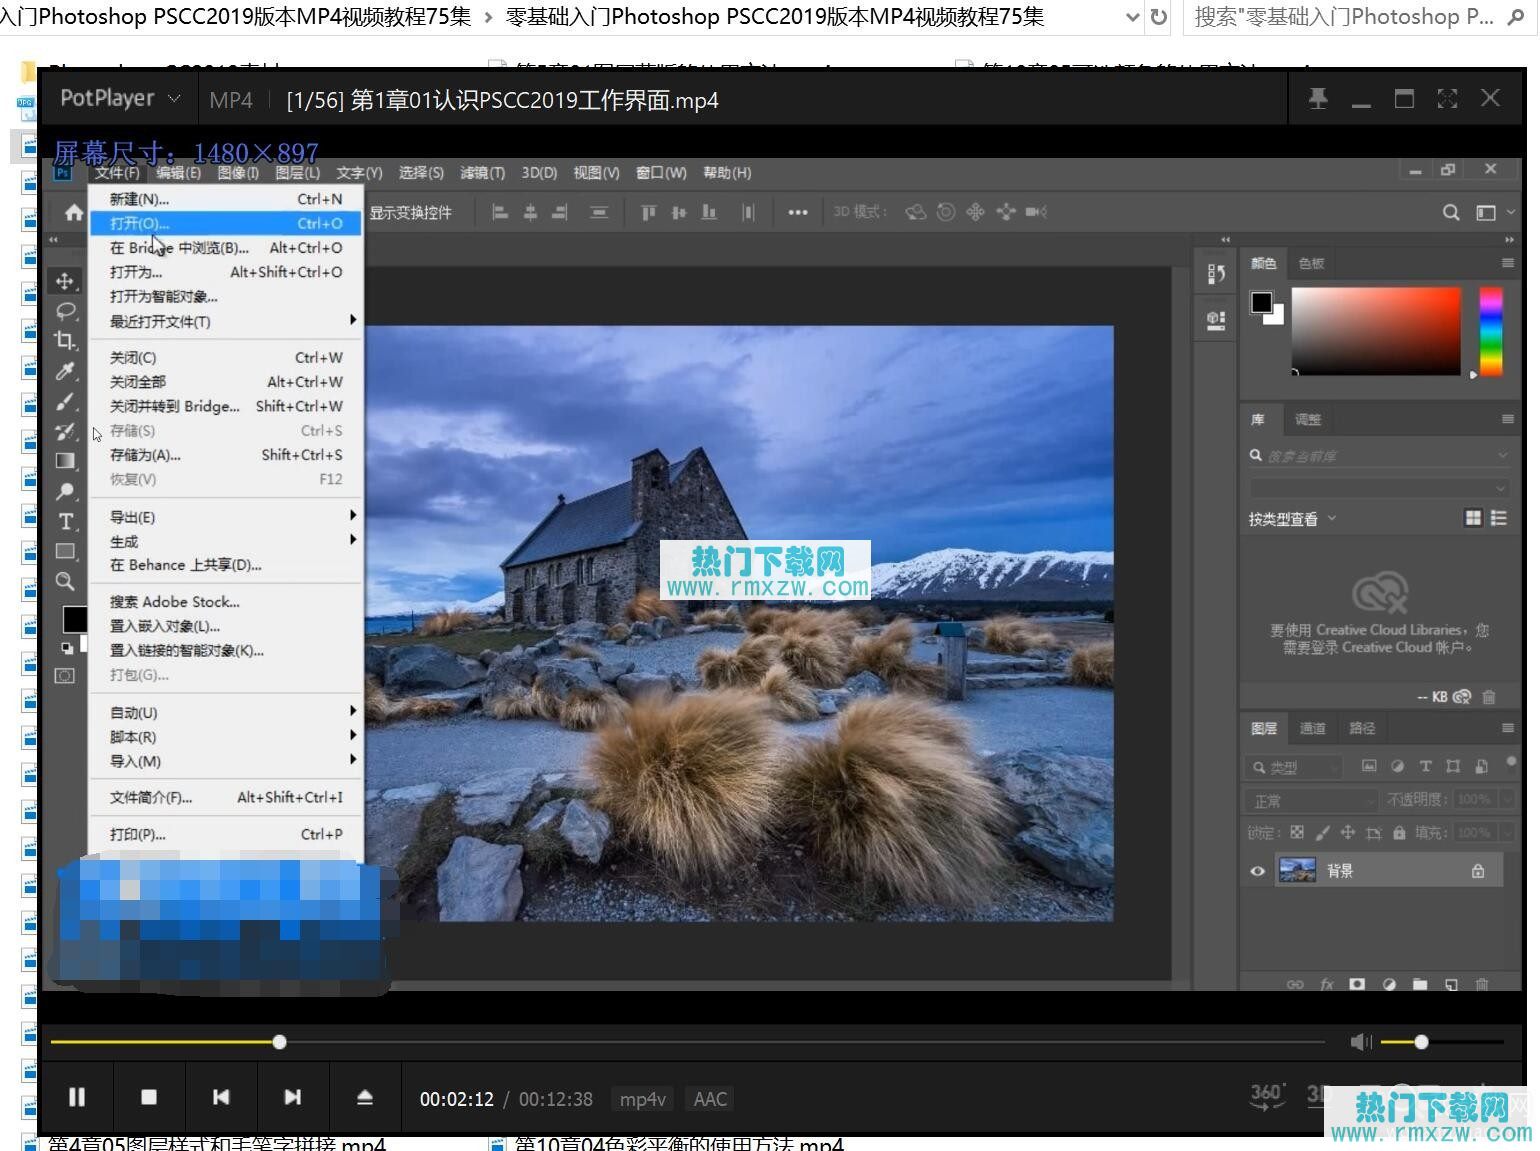 入门Photoshop PSCC2019版本MP4视频教程75集 › 零基础入门Photoshop PSCC2019版本MP4视频教程75集
搜索"零基础入门Photoshop P...
PotPlayer MP4 [1/56] 第1章01认识PSCC2019工作界面.mp4
屏幕尺寸：1480×897
Ps 文件(F) 编辑(E) 图像(I) 图层(L) 文字(Y) 选择(S) 滤镜(T) 3D(D) 视图(V) 窗口(W) 帮助(H)
显示变换控件 3D 模式：
新建(N)... Ctrl+N
打开(O)... Ctrl+O
在 Bridge 中浏览(B)... Alt+Ctrl+O
打开为... Alt+Shift+Ctrl+O
打开为智能对象...
最近打开文件(T)
关闭(C) Ctrl+W
关闭全部 Alt+Ctrl+W
关闭并转到 Bridge... Shift+Ctrl+W
存储(S) Ctrl+S
存储为(A)... Shift+Ctrl+S
恢复(V) F12
导出(E)
生成
在 Behance 上共享(D)...
搜索 Adobe Stock...
置入嵌入对象(L)...
置入链接的智能对象(K)...
打包(G)...
自动(U)
脚本(R)
导入(M)
文件简介(F)... Alt+Shift+Ctrl+I
打印(P)... Ctrl+P
热门下载网
www.rmxzw.com
颜色 色板
库 调整
搜索当前库
按类型查看
要使用 Creative Cloud Libraries，您
需要登录 Creative Cloud 帐户。
-- KB
图层 通道 路径
类型
正常 不透明度： 100%
锁定： 填充： 100%
背景
fx
00:02:12 / 00:12:38 mp4v AAC
360° 3D
热门下载网
www.rmxzw.com
第4章05图层样式和毛笔字拼接.mp4 第10章04色彩平衡的使用方法.mp4